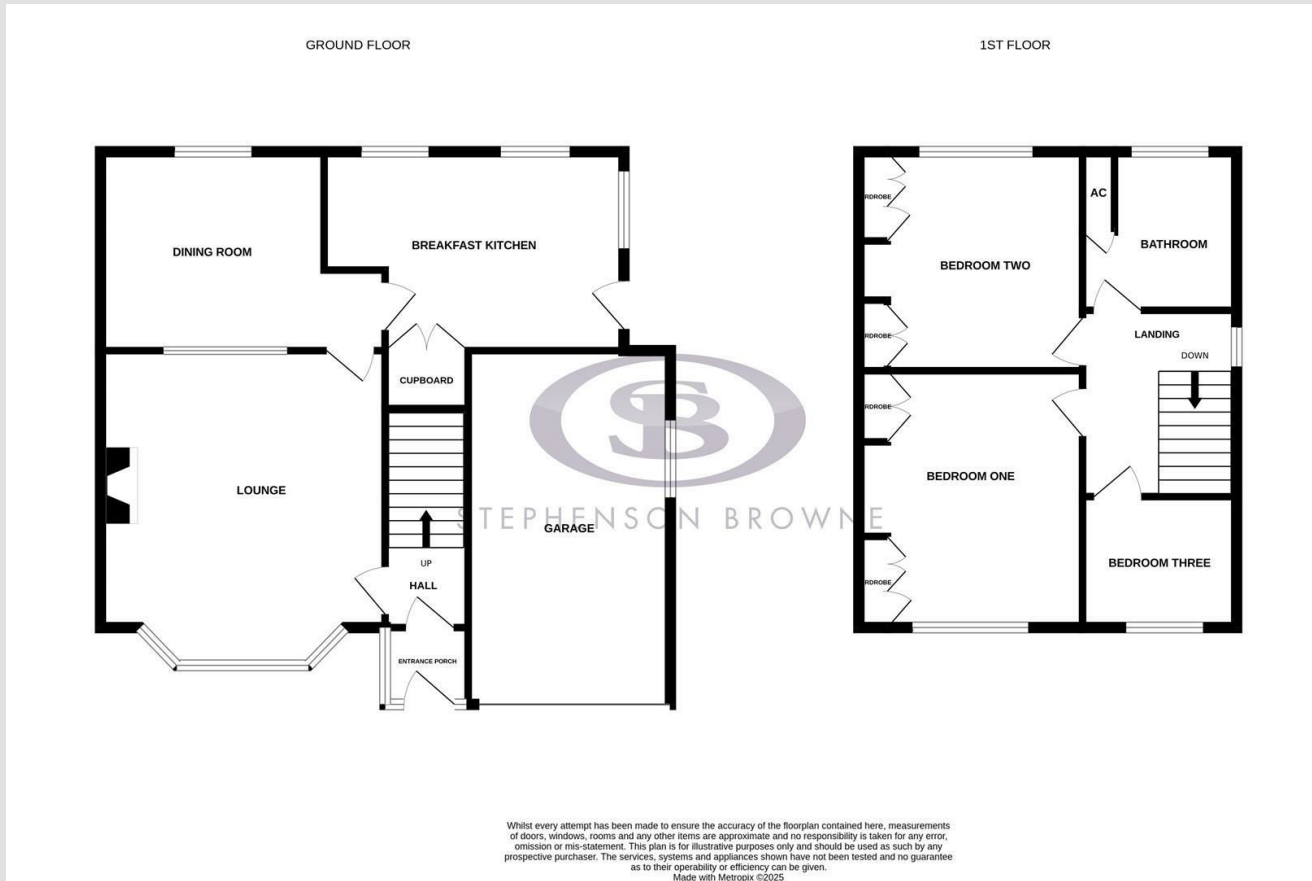 GROUND FLOOR
1ST FLOOR
DINING ROOM
BREAKFAST KITCHEN
CUPBOARD
LOUNGE
UP
HALL
ENTRANCE PORCH
GARAGE
SB
STEPHENSON BROWNE
RDROBE
AC
BATHROOM
BEDROOM TWO
RDROBE
LANDING
DOWN
RDROBE
BEDROOM ONE
RDROBE
BEDROOM THREE
Whilst every attempt has been made to ensure the accuracy of the floorplan contained here, measurements
of doors, windows, rooms and any other items are approximate and no responsibility is taken for any error,
omission or mis-statement. This plan is for illustrative purposes only and should be used as such by any
prospective purchaser. The services, systems and appliances shown have not been tested and no guarantee
as to their operability or efficiency can be given.
Made with Metropix ©2025